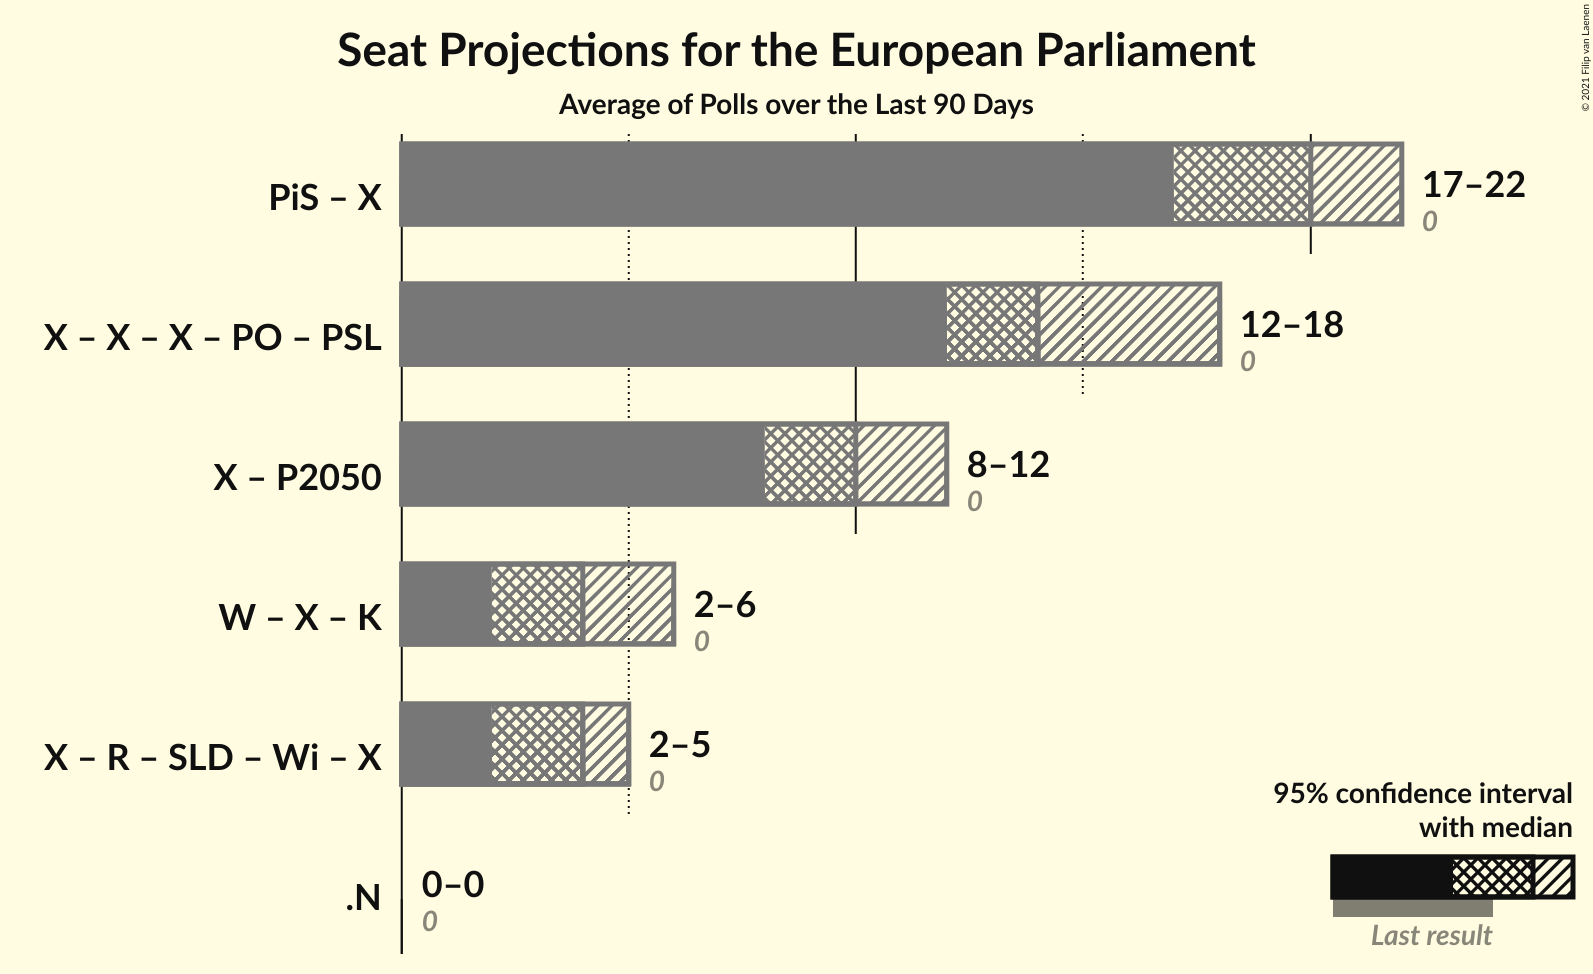 Seat Projections for the European Parliament
Average of Polls over the Last 90 Days
© 2021 Filip van Laenen
PiS – X
17–22
0
X – X – X – PO – PSL
12–18
0
X – P2050
8–12
0
W – X – K
2–6
0
X – R – SLD – Wi – X
2–5
0
.N
0–0
0
95% confidence interval
with median
Last result